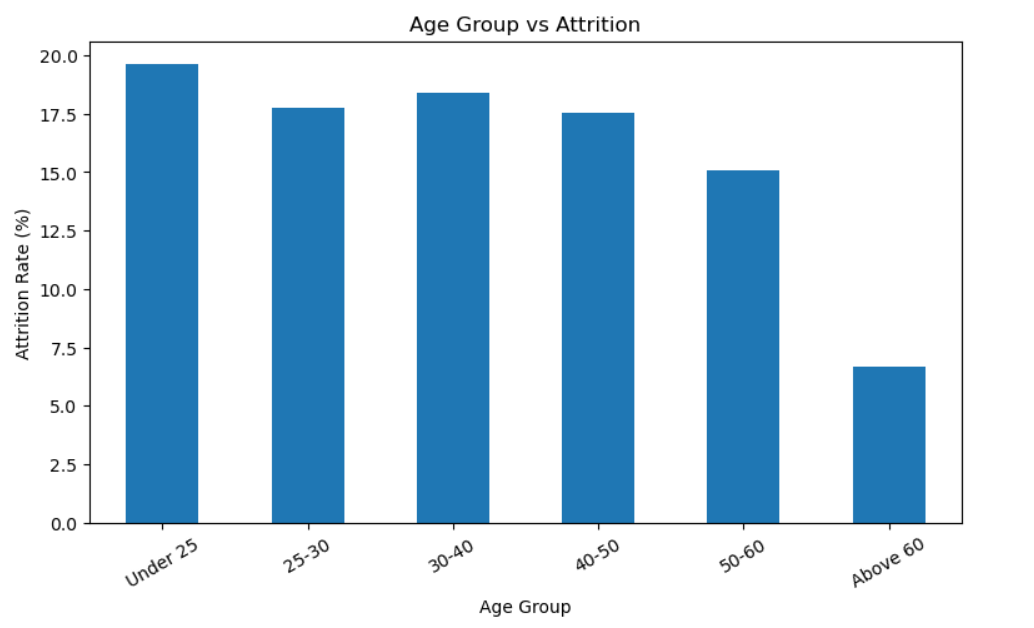 Age Group vs Attrition
Attrition Rate (%)
20.0
17.5
15.0
12.5
10.0
7.5
5.0
2.5
0.0
Under 25
25-30
30-40
40-50
50-60
Above 60
Age Group